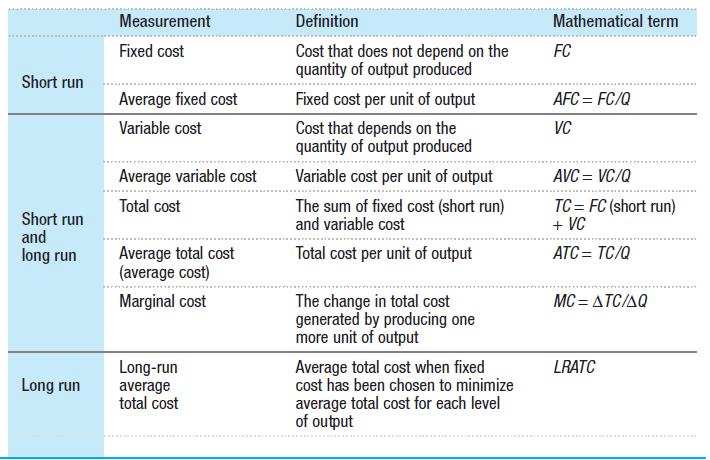 Measurement Definition Mathematical term
Short run
Fixed cost
Cost that does not depend on the
quantity of output produced
FC
Average fixed cost
Fixed cost per unit of output
AFC = FC/Q
Short run
and
long run
Variable cost
Cost that depends on the
quantity of output produced
VC
Average variable cost
Variable cost per unit of output
AVC = VC/Q
Total cost
The sum of fixed cost (short run)
and variable cost
TC = FC (short run)
+ VC
Average total cost
(average cost)
Total cost per unit of output
ATC = TC/Q
Marginal cost
The change in total cost
generated by producing one
more unit of output
MC = ΔTC/ΔQ
Long run
Long-run
average
total cost
Average total cost when fixed
cost has been chosen to minimize
average total cost for each level
of output
LRATC